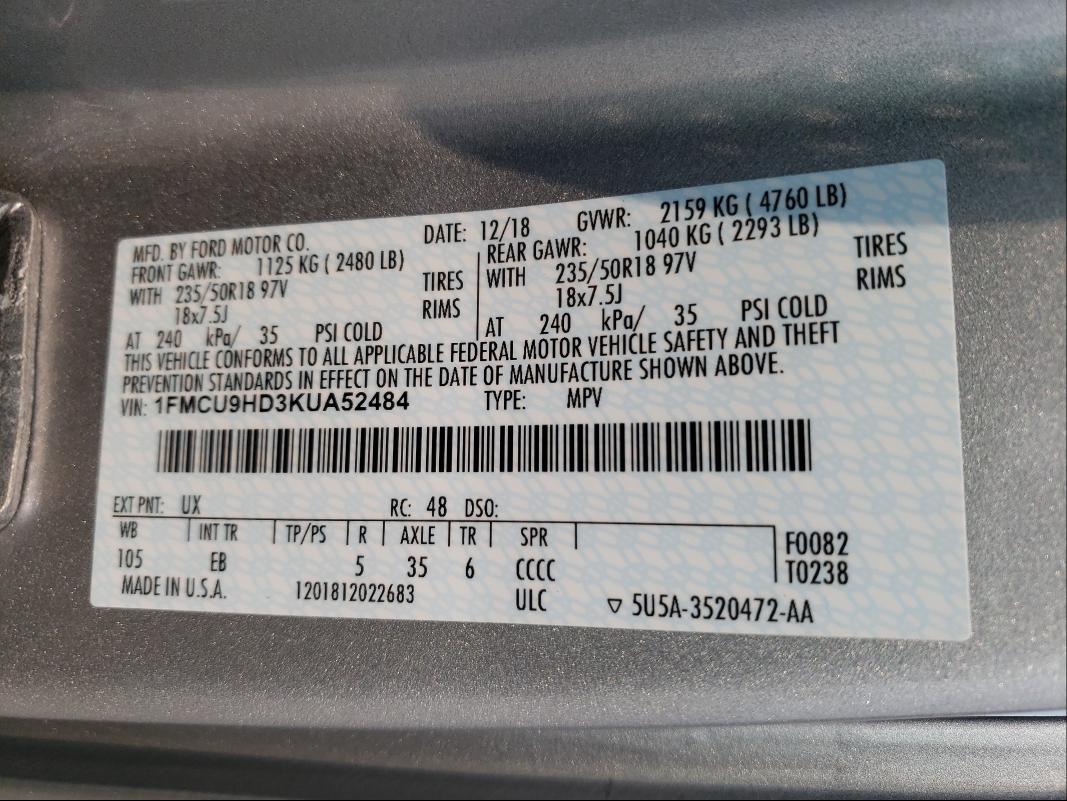 MFD. BY FORD MOTOR CO. DATE: 12/18 GVWR: 2159 KG ( 4760 LB)
FRONT GAWR: 1125 KG ( 2480 LB) REAR GAWR: 1040 KG ( 2293 LB)
WITH 235/50R18 97V TIRES WITH 235/50R18 97V TIRES
18x7.5J RIMS 18x7.5J RIMS
AT 240 kPa/ 35 PSI COLD AT 240 kPa/ 35 PSI COLD
THIS VEHICLE CONFORMS TO ALL APPLICABLE FEDERAL MOTOR VEHICLE SAFETY AND THEFT
PREVENTION STANDARDS IN EFFECT ON THE DATE OF MANUFACTURE SHOWN ABOVE.
VIN: 1FMCU9HD3KUA52484 TYPE: MPV
EXT PNT: UX RC: 48 DSO:
WB INT TR TP/PS R AXLE TR SPR F0082
105 EB 5 35 6 CCCC T0238
MADE IN U.S.A. 1201812022683 ULC ▽ 5U5A-3520472-AA